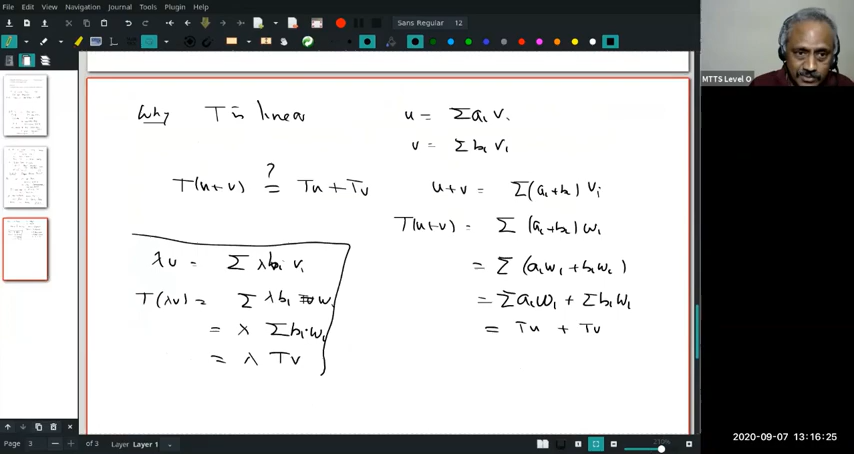 File Edit View Navigation Journal Tools Plugin Help
Sans Regular 12
MTTS Level O
Why T is linear
u = Σ aᵢ vᵢ
v = Σ bᵢ vᵢ
T(u+v) ?= Tu + Tv
u+v = Σ(aᵢ+bᵢ) vᵢ
T(u+v) = Σ (aᵢ+bᵢ) wᵢ
= Σ (aᵢwᵢ + bᵢwᵢ)
= Σ aᵢwᵢ + Σ bᵢwᵢ
= Tu + Tv
λv = Σ λbᵢ vᵢ
T(λv) = Σ λbᵢ wᵢ
= λ Σ bᵢ wᵢ
= λ Tv
Page 3 of 3 Layer Layer 1
2020-09-07 13:16:25